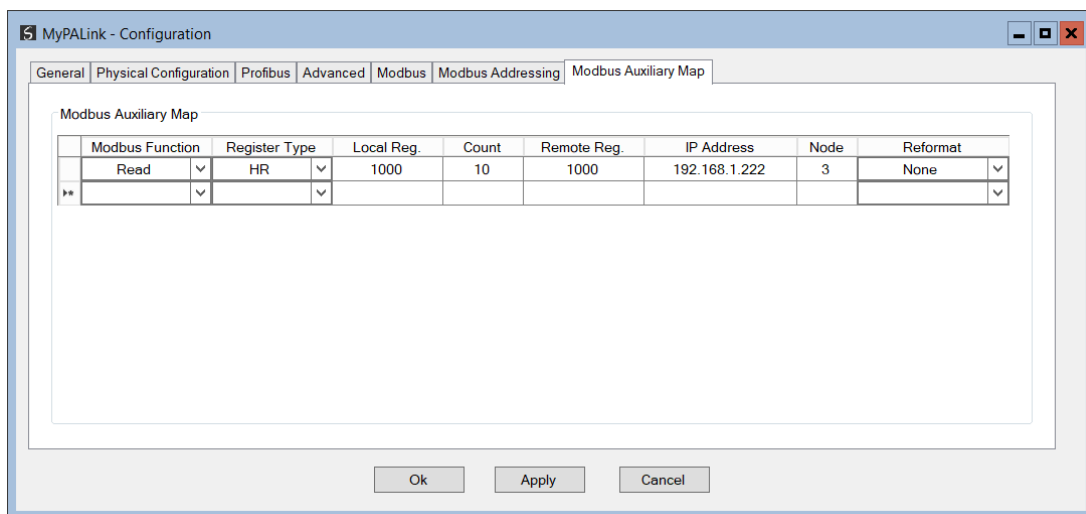 MyPALink - Configuration
General Physical Configuration Profibus Advanced Modbus Modbus Addressing Modbus Auxiliary Map
Modbus Auxiliary Map
Modbus Function Register Type Local Reg. Count Remote Reg. IP Address Node Reformat
Read HR 1000 10 1000 192.168.1.222 3 None
Ok Apply Cancel